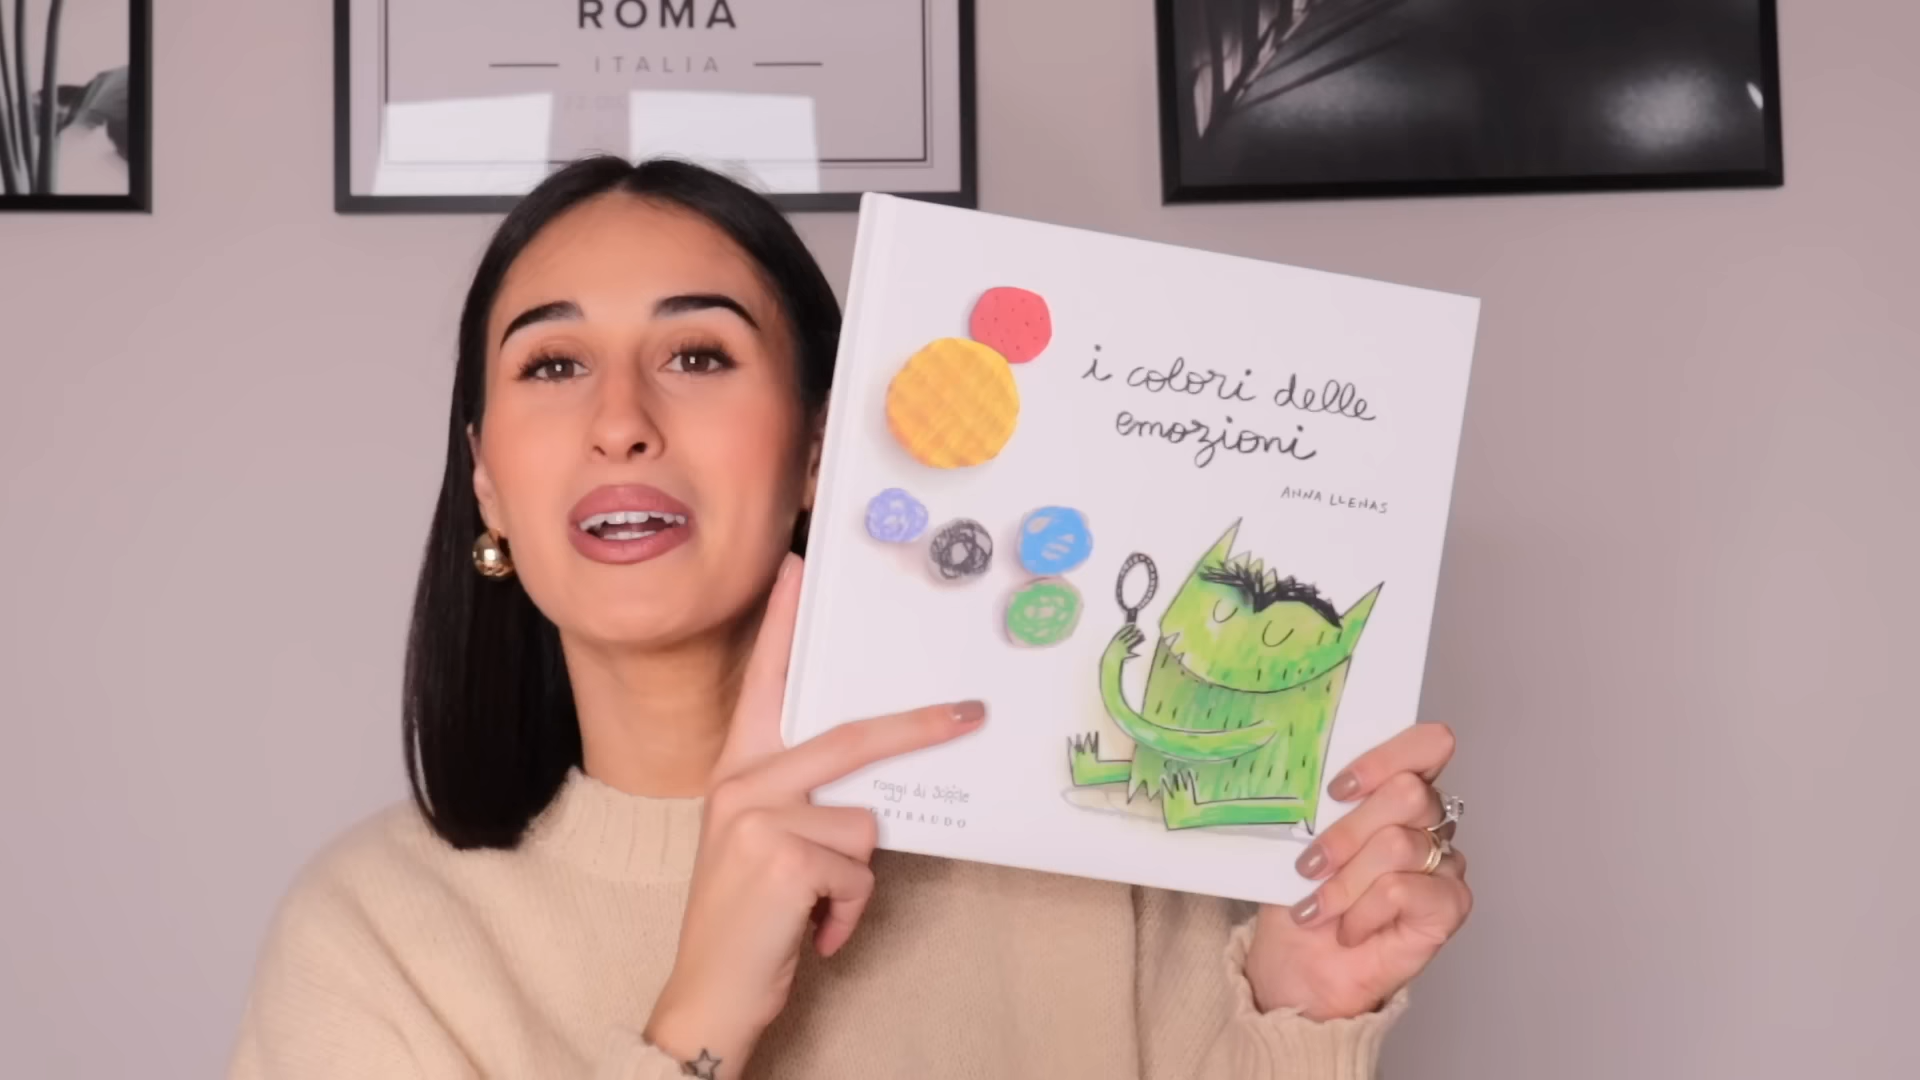 ROMA
ITALIA
i colori delle
emozioni
ANNA LLENAS
raggi di Sole
GRIBAUDO